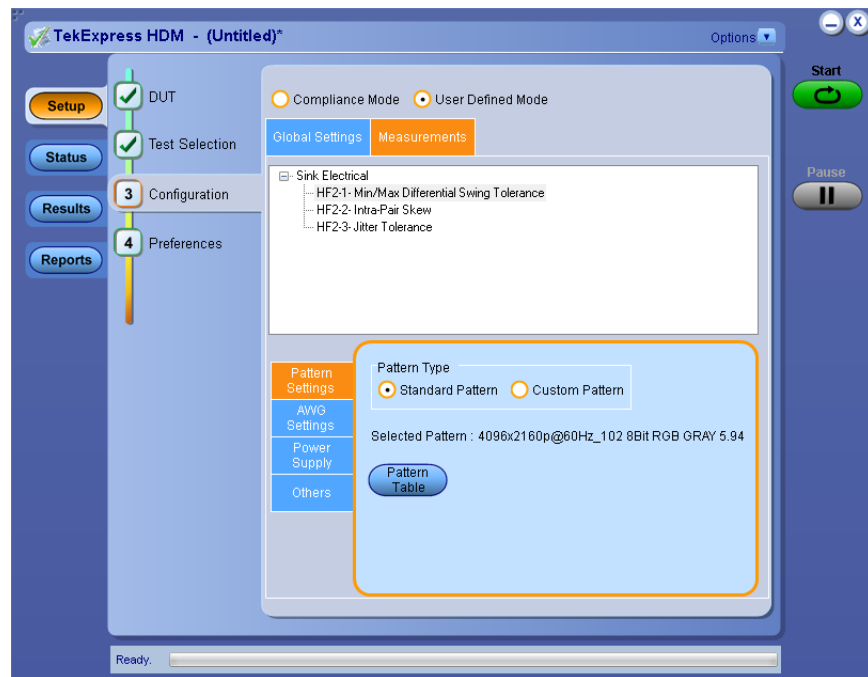 TekExpress HDM - (Untitled)*
Options
Start
Pause
Setup
Status
Results
Reports
DUT
Test Selection
3 Configuration
4 Preferences
Compliance Mode User Defined Mode
Global Settings Measurements
Sink Electrical
HF2-1- Min/Max Differential Swing Tolerance
HF2-2- Intra-Pair Skew
HF2-3- Jitter Tolerance
Pattern
Settings
AWG
Settings
Power
Supply
Others
Pattern Type
Standard Pattern Custom Pattern
Selected Pattern : 4096x2160p@60Hz_102 8Bit RGB GRAY 5.94
Pattern
Table
Ready.